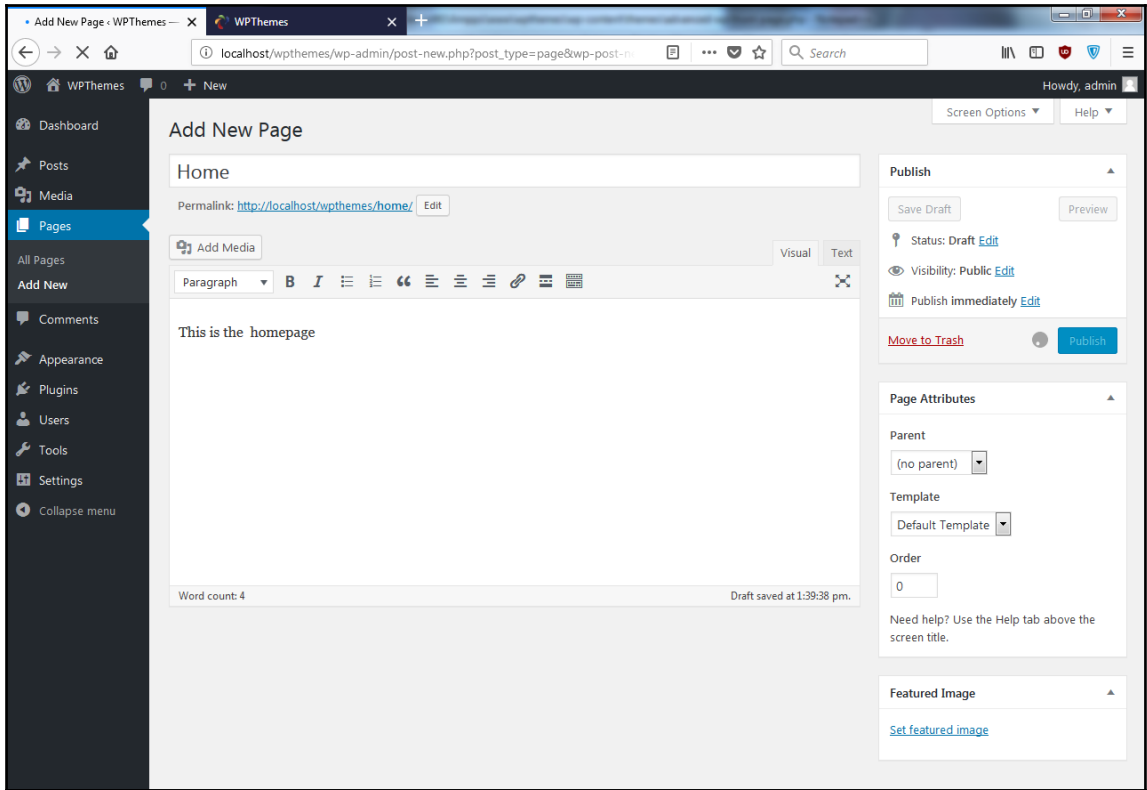 Add New Page ‹ WPThemes —
WPThemes
localhost/wpthemes/wp-admin/post-new.php?post_type=page&wp-post-n
Search
WPThemes 0 New
Howdy, admin
Screen Options
Help
Dashboard
Posts
Media
Pages
All Pages
Add New
Comments
Appearance
Plugins
Users
Tools
Settings
Collapse menu
Add New Page
Home
Permalink: http://localhost/wpthemes/home/ Edit
Add Media
Visual Text
Paragraph
This is the homepage
Word count: 4
Draft saved at 1:39:38 pm.
Publish
Save Draft
Preview
Status: Draft Edit
Visibility: Public Edit
Publish immediately Edit
Move to Trash
Publish
Page Attributes
Parent
(no parent)
Template
Default Template
Order
0
Need help? Use the Help tab above the
screen title.
Featured Image
Set featured image